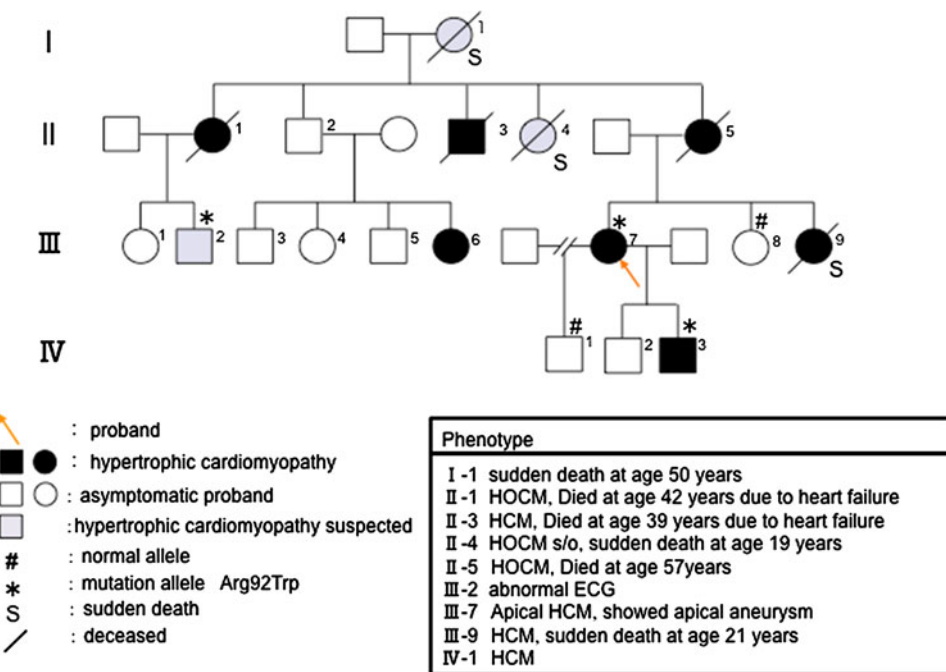 I
1
S
II
1
2
3
4
5
S
III
1
*
2
3
4
5
6
*
7
#
8
9
S
IV
#
1
2
*
3
: proband
: hypertrophic cardiomyopathy
: asymptomatic proband
:hypertrophic cardiomyopathy suspected
# : normal allele
* : mutation allele Arg92Trp
S : sudden death
: deceased
Phenotype
I-1 sudden death at age 50 years
II-1 HOCM, Died at age 42 years due to heart failure
II-3 HCM, Died at age 39 years due to heart failure
II-4 HOCM s/o, sudden death at age 19 years
II-5 HOCM, Died at age 57years
III-2 abnormal ECG
III-7 Apical HCM, showed apical aneurysm
III-9 HCM, sudden death at age 21 years
IV-1 HCM